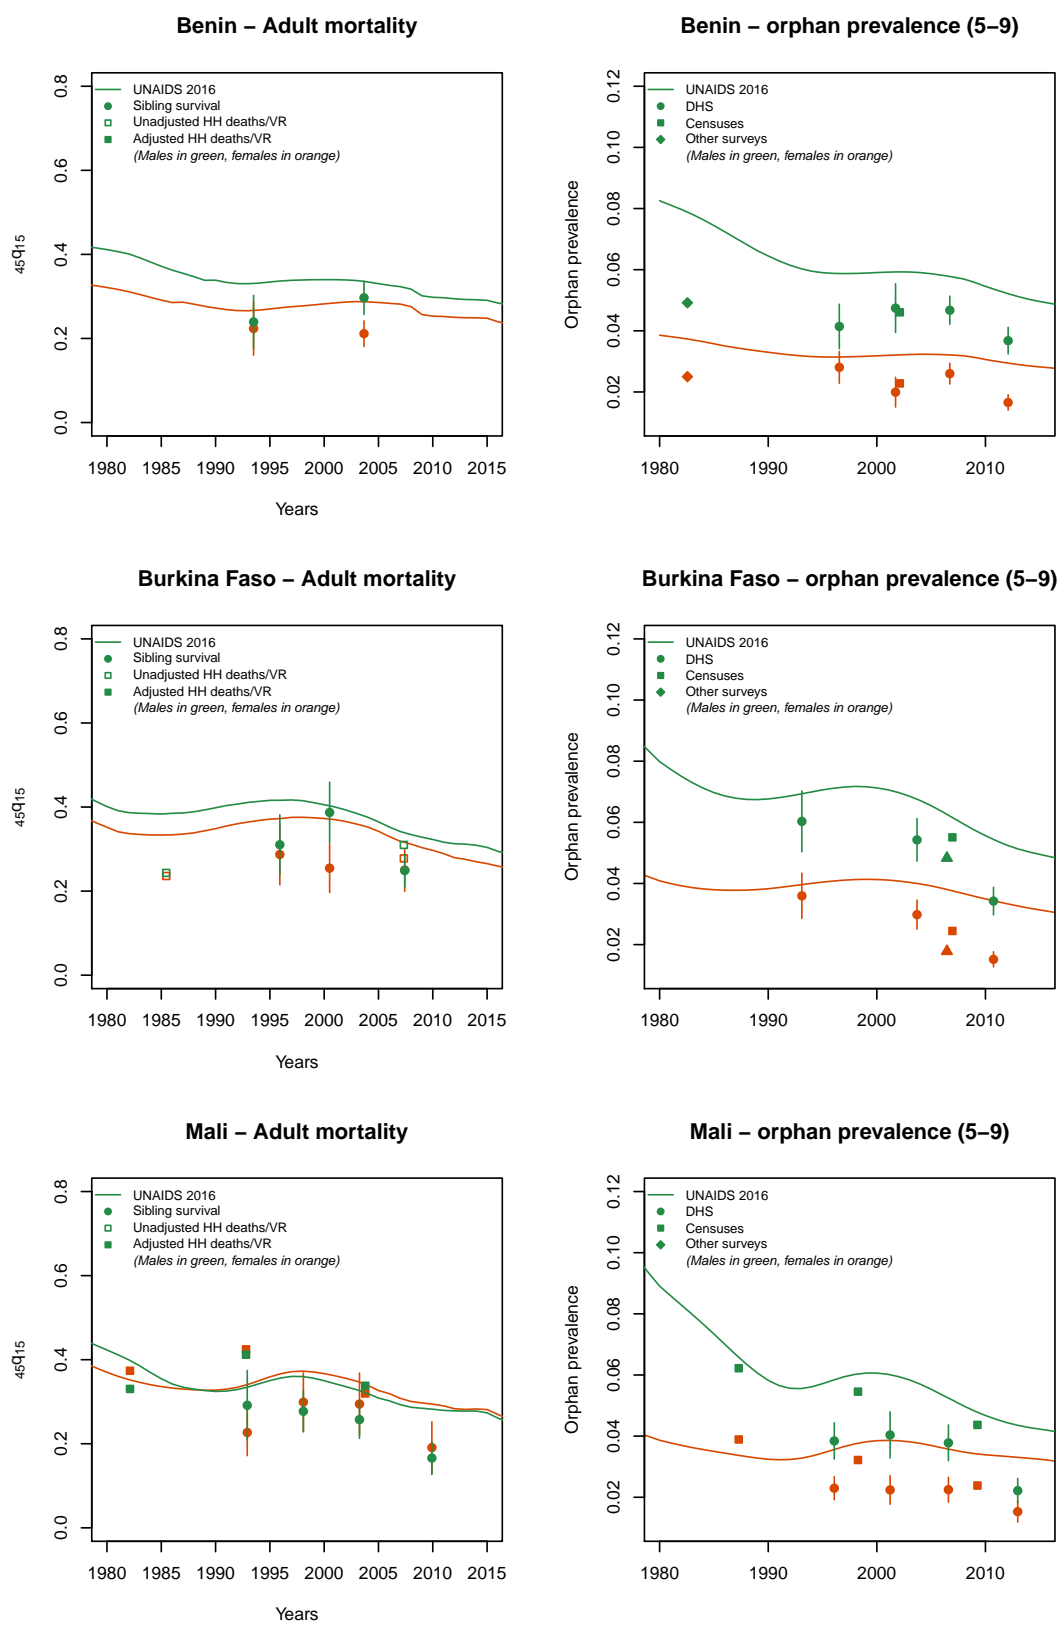 Benin – Adult mortality
45q15
0.0 0.2 0.4 0.6 0.8
UNAIDS 2016
Sibling survival
Unadjusted HH deaths/VR
Adjusted HH deaths/VR
(Males in green, females in orange)
1980 1985 1990 1995 2000 2005 2010 2015
Years
Benin – orphan prevalence (5–9)
Orphan prevalence
0.02 0.04 0.06 0.08 0.10 0.12
UNAIDS 2016
DHS
Censuses
Other surveys
(Males in green, females in orange)
1980 1990 2000 2010
Burkina Faso – Adult mortality
45q15
0.0 0.2 0.4 0.6 0.8
UNAIDS 2016
Sibling survival
Unadjusted HH deaths/VR
Adjusted HH deaths/VR
(Males in green, females in orange)
1980 1985 1990 1995 2000 2005 2010 2015
Years
Burkina Faso – orphan prevalence (5–9)
Orphan prevalence
0.02 0.04 0.06 0.08 0.10 0.12
UNAIDS 2016
DHS
Censuses
Other surveys
(Males in green, females in orange)
1980 1990 2000 2010
Mali – Adult mortality
45q15
0.0 0.2 0.4 0.6 0.8
UNAIDS 2016
Sibling survival
Unadjusted HH deaths/VR
Adjusted HH deaths/VR
(Males in green, females in orange)
1980 1985 1990 1995 2000 2005 2010 2015
Years
Mali – orphan prevalence (5–9)
Orphan prevalence
0.02 0.04 0.06 0.08 0.10 0.12
UNAIDS 2016
DHS
Censuses
Other surveys
(Males in green, females in orange)
1980 1990 2000 2010